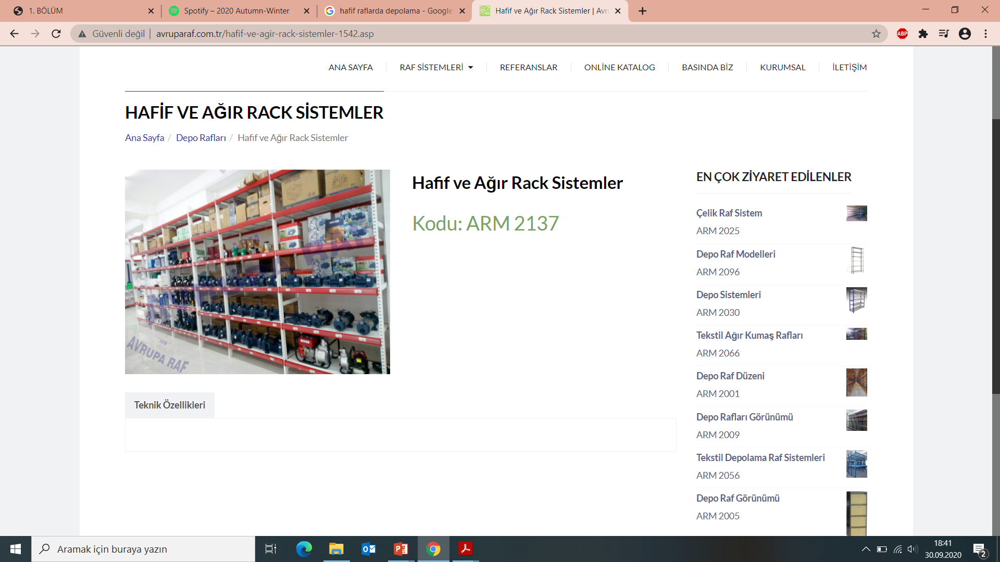 1. BÖLÜM
Spotify – 2020 Autumn-Winter
hafif raflarda depolama - Google
Hafif ve Ağır Rack Sistemler | Avru
Güvenli değil
avruparaf.com.tr/hafif-ve-agir-rack-sistemler-1542.asp
ABP
ANA SAYFA
RAF SİSTEMLERİ
REFERANSLAR
ONLİNE KATALOG
BASINDA BİZ
KURUMSAL
İLETİŞİM
HAFİF VE AĞIR RACK SİSTEMLER
Ana Sayfa / Depo Rafları / Hafif ve Ağır Rack Sistemler
ARM
AVRUPA RAF
Hafif ve Ağır Rack Sistemler
Kodu: ARM 2137
Teknik Özellikleri
EN ÇOK ZİYARET EDİLENLER
Çelik Raf Sistem
ARM 2025
Depo Raf Modelleri
ARM 2096
Depo Sistemleri
ARM 2030
Tekstil Ağır Kumaş Rafları
ARM 2066
Depo Raf Düzeni
ARM 2001
Depo Rafları Görünümü
ARM 2009
Tekstil Depolama Raf Sistemleri
ARM 2056
Depo Raf Görünümü
ARM 2005
Aramak için buraya yazın
18:41
30.09.2020
2